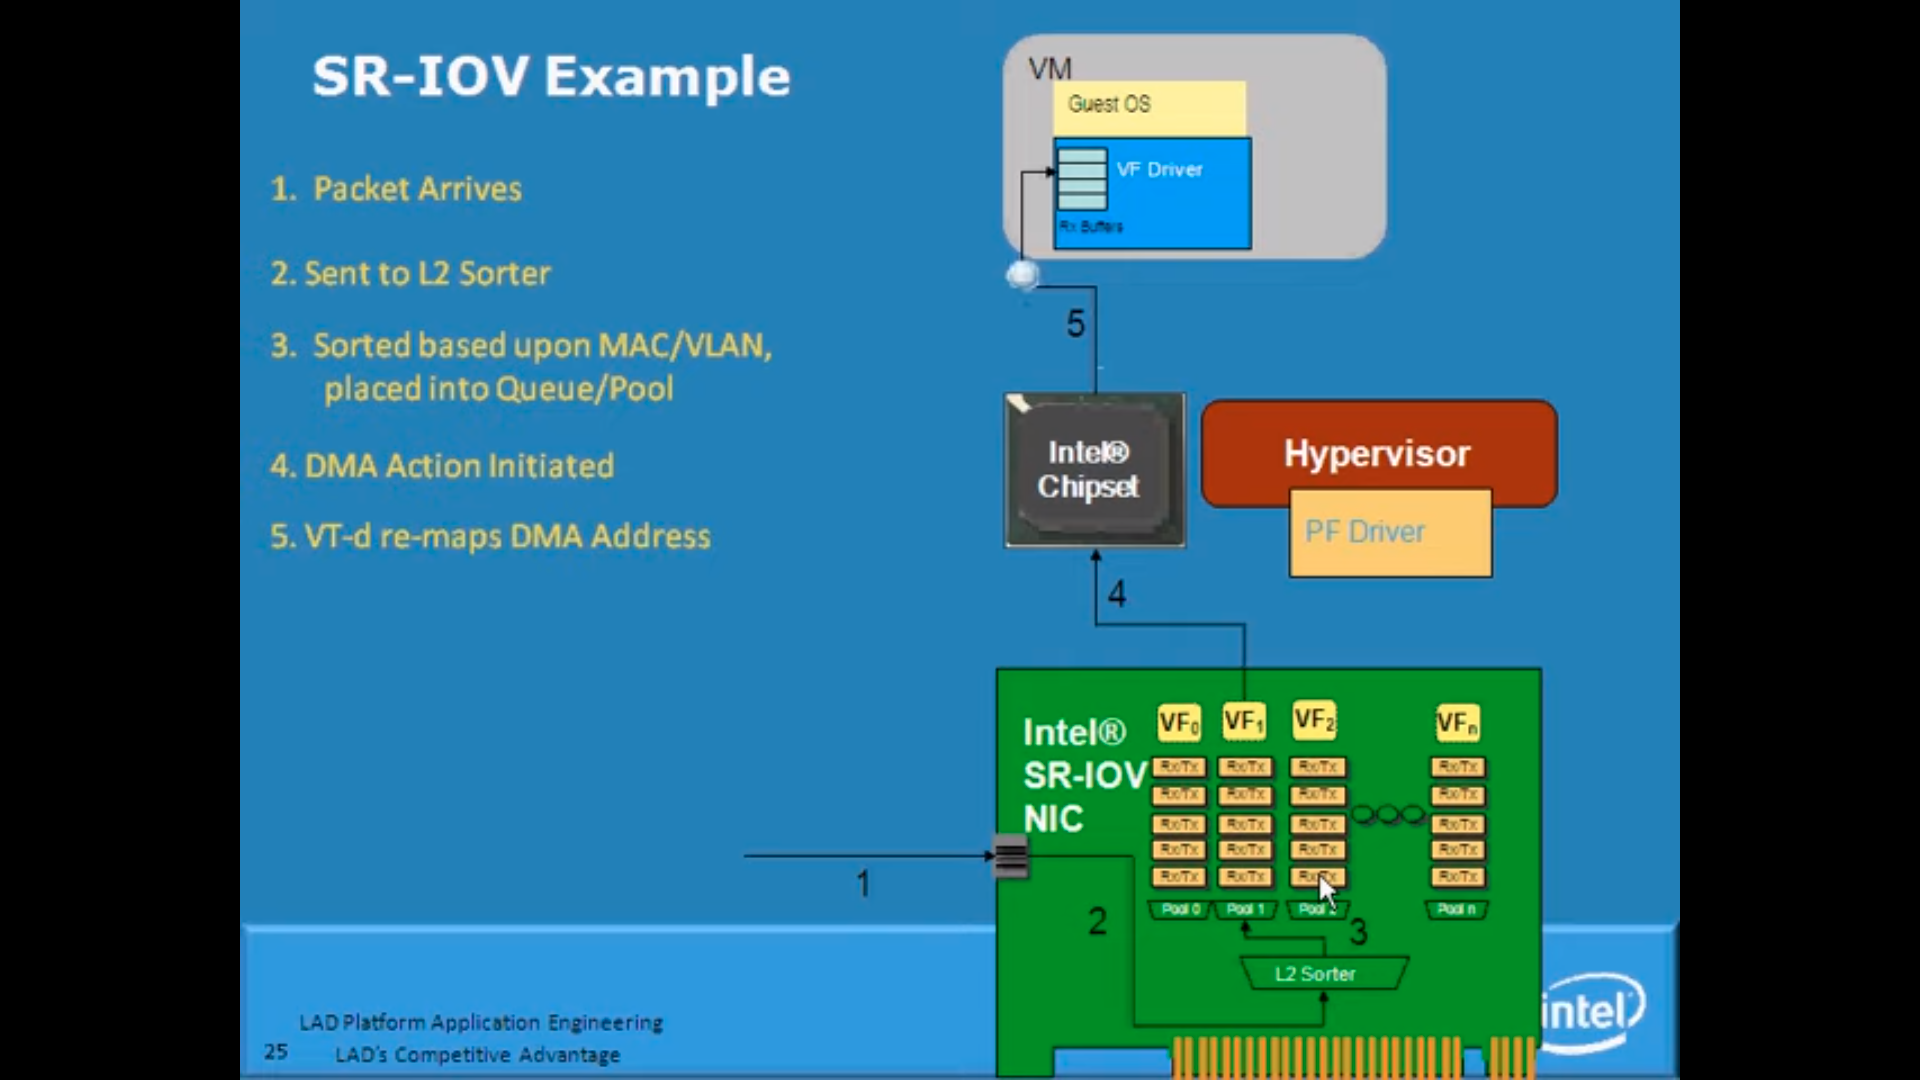 SR-IOV Example
1. Packet Arrives
2. Sent to L2 Sorter
3. Sorted based upon MAC/VLAN,
placed into Queue/Pool
4. DMA Action Initiated
5. VT-d re-maps DMA Address
VM
Guest OS
VF Driver
Rx Buffers
5
Intel®
Chipset
Hypervisor
PF Driver
4
Intel®
SR-IOV
NIC
VF0 VF1 VF2 VFn
Rx/Tx Rx/Tx Rx/Tx Rx/Tx
Rx/Tx Rx/Tx Rx/Tx Rx/Tx
Rx/Tx Rx/Tx Rx/Tx Rx/Tx
Rx/Tx Rx/Tx Rx/Tx Rx/Tx
Rx/Tx Rx/Tx Rx/Tx Rx/Tx
Pool 0 Pool 1 Pool 2 Pool n
1
2
3
L2 Sorter
LAD Platform Application Engineering
25 LAD's Competitive Advantage
intel